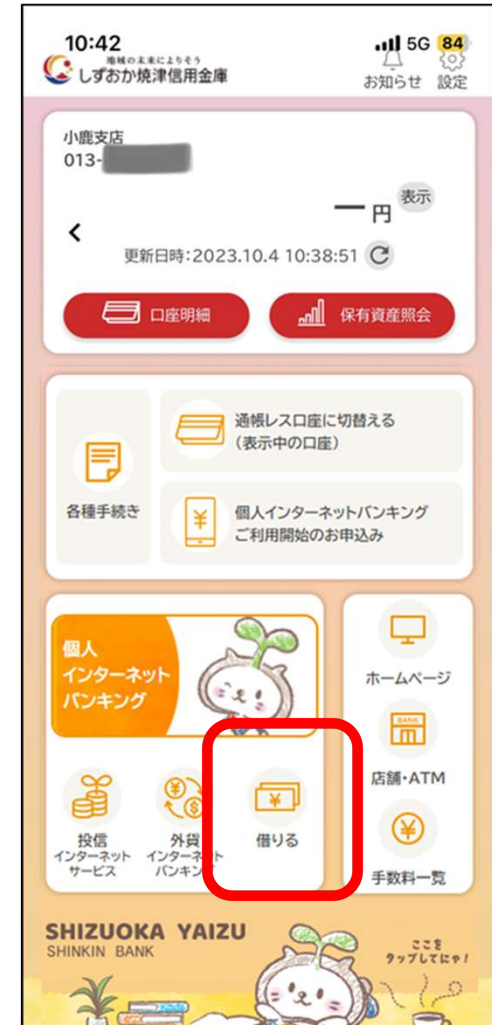 10:42
5G 84
地域の未来によりそう
しずおか焼津信用金庫
お知らせ 設定
小鹿支店
013-
ー 円 表示
更新日時：2023.10.4 10:38:51
口座明細
保有資産照会
各種手続き
通帳レス口座に切替える
（表示中の口座）
個人インターネットバンキング
ご利用開始のお申込み
個人
インターネット
バンキング
投信
インターネット
サービス
外貨
インターネット
バンキング
借りる
ホームページ
BANK
店舗・ATM
手数料一覧
SHIZUOKA YAIZU
SHINKIN BANK
ここを
タップしてにゃ！